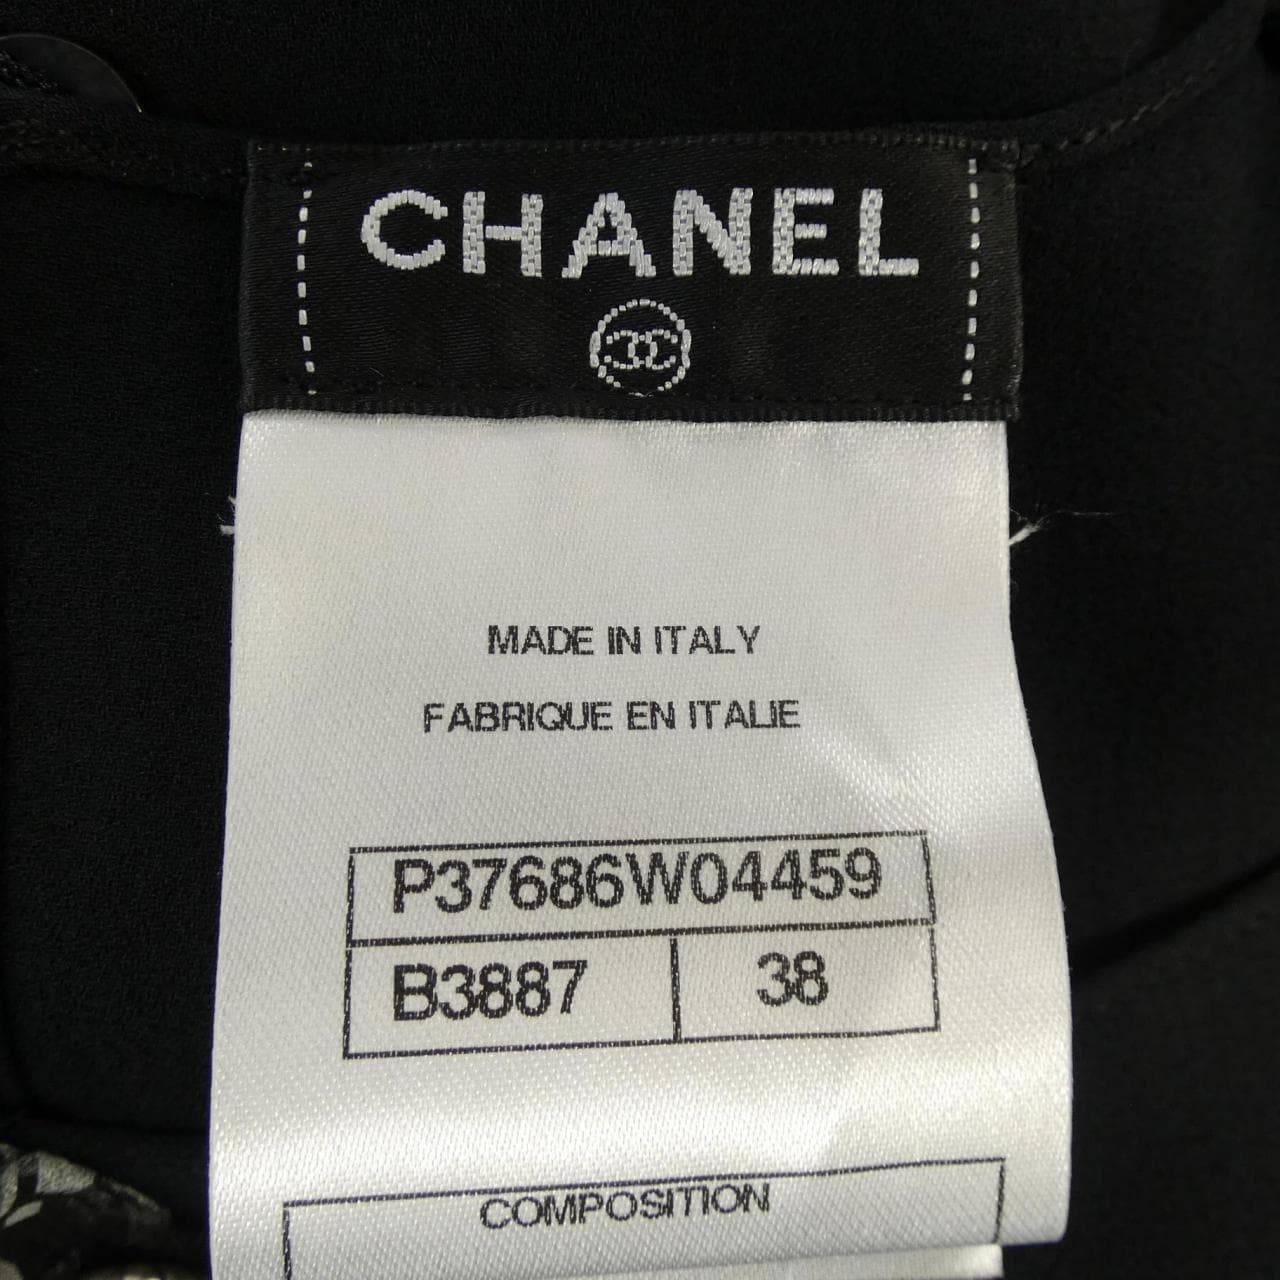 CHANEL
MADE IN ITALY
FABRIQUE EN ITALIE
P37686W04459
B3887 38
COMPOSITION